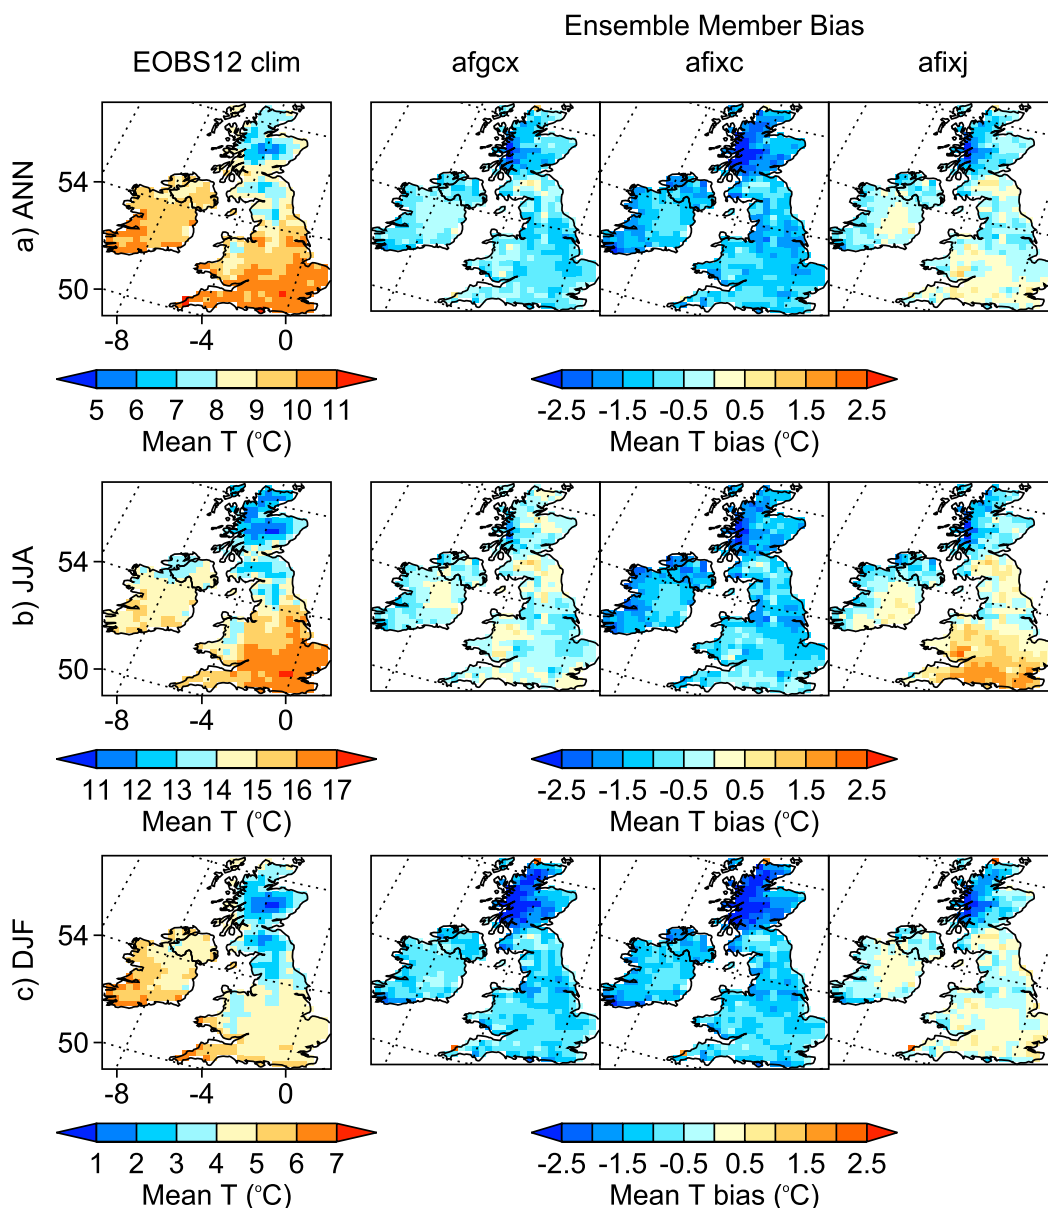 Ensemble Member Bias
EOBS12 clim afgcx afixc afixj
a) ANN
54
50
-8 -4 0
5 6 7 8 9 10 11 -2.5 -1.5 -0.5 0.5 1.5 2.5
Mean T (°C) Mean T bias (°C)
b) JJA
54
50
-8 -4 0
11 12 13 14 15 16 17 -2.5 -1.5 -0.5 0.5 1.5 2.5
Mean T (°C) Mean T bias (°C)
c) DJF
54
50
-8 -4 0
1 2 3 4 5 6 7 -2.5 -1.5 -0.5 0.5 1.5 2.5
Mean T (°C) Mean T bias (°C)